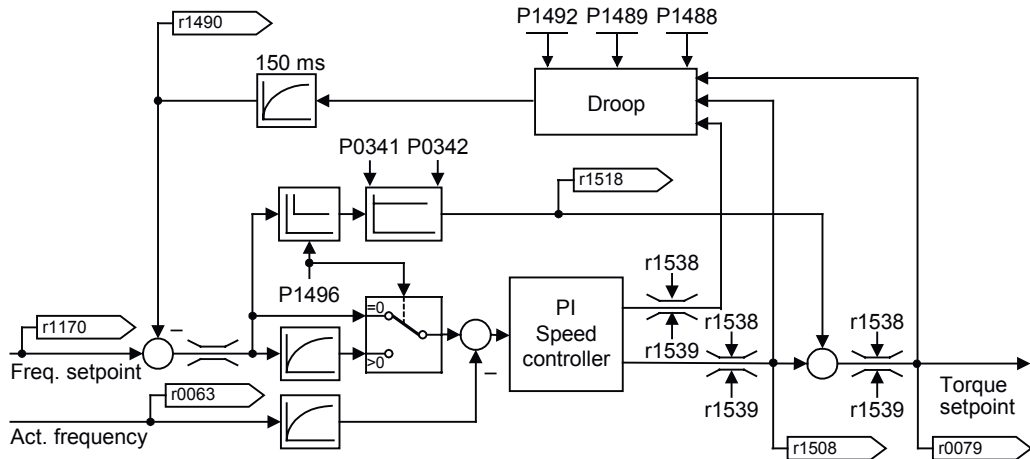 r1490
P1492
P1489
P1488
150 ms
Droop
P0341
P0342
r1518
P1496
=0
>0
r1538
PI
Speed
controller
r1539
r1538
r1539
r1538
r1539
r1170
Freq. setpoint
–
r0063
Act. frequency
–
Torque
setpoint
r1508
r0079